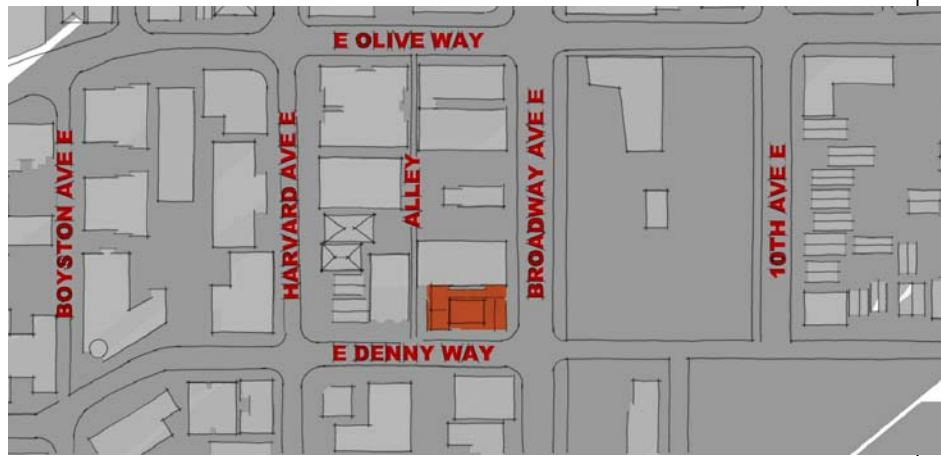 E OLIVE WAY
BOYSTON AVE E
HARVARD AVE E
ALLEY
BROADWAY AVE E
10TH AVE E
E DENNY WAY